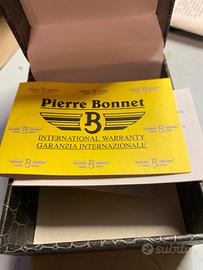 Pierre Bonnet
B
INTERNATIONAL WARRANTY
GARANZIA INTERNAZIONALE
subito